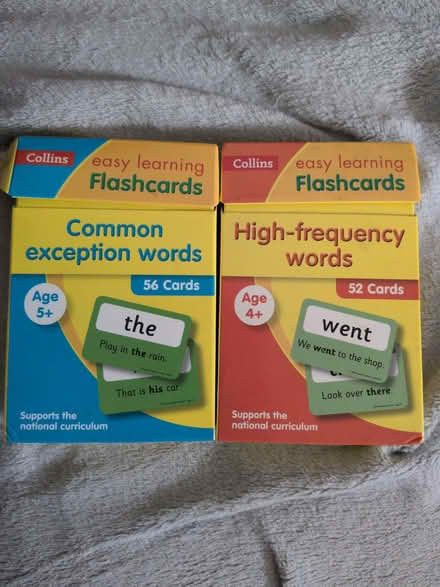 Collins
easy learning
Flashcards
Common
exception words
56 Cards
Age
5+
the
Play in the rain.
That is his cat.
Supports the
national curriculum
Collins
easy learning
Flashcards
High-frequency
words
52 Cards
Age
4+
went
We went to the shop.
Look over there
Supports the
national curriculum